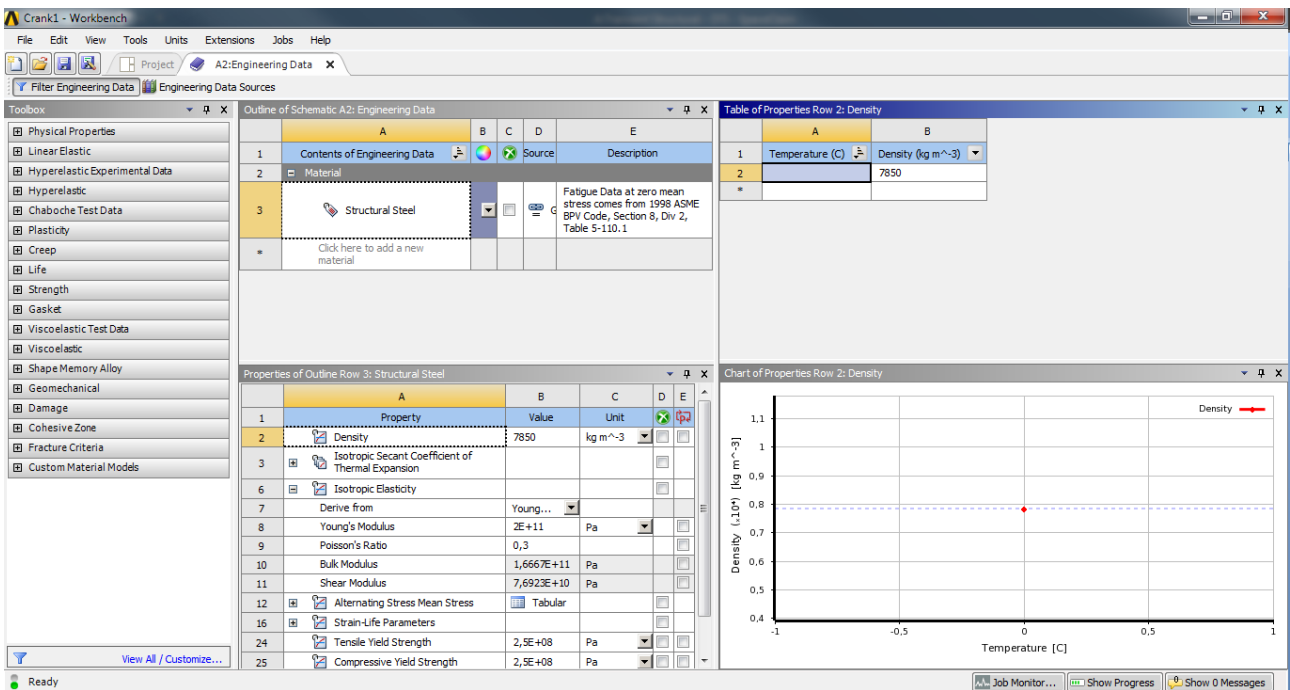 Crank1 - Workbench
File Edit View Tools Units Extensions Jobs Help
Project A2:Engineering Data X
Filter Engineering Data Engineering Data Sources
Toolbox
Physical Properties
Linear Elastic
Hyperelastic Experimental Data
Hyperelastic
Chaboche Test Data
Plasticity
Creep
Life
Strength
Gasket
Viscoelastic Test Data
Viscoelastic
Shape Memory Alloy
Geomechanical
Damage
Cohesive Zone
Fracture Criteria
Custom Material Models
View All / Customize...
Outline of Schematic A2: Engineering Data
A B C D E
1 Contents of Engineering Data Source Description
2 Material
3 Structural Steel G Fatigue Data at zero mean
stress comes from 1998 ASME
BPV Code, Section 8, Div 2,
Table 5-110.1
* Click here to add a new
material
Properties of Outline Row 3: Structural Steel
A B C D E
1 Property Value Unit
2 Density 7850 kg m^-3
3 Isotropic Secant Coefficient of
Thermal Expansion
6 Isotropic Elasticity
7 Derive from Young...
8 Young's Modulus 2E+11 Pa
9 Poisson's Ratio 0,3
10 Bulk Modulus 1,6667E+11 Pa
11 Shear Modulus 7,6923E+10 Pa
12 Alternating Stress Mean Stress Tabular
16 Strain-Life Parameters
24 Tensile Yield Strength 2,5E+08 Pa
25 Compressive Yield Strength 2,5E+08 Pa
Table of Properties Row 2: Density
A B
1 Temperature (C) Density (kg m^-3)
2 7850
*
Chart of Properties Row 2: Density
Density
1,1
1
0,9
0,8
0,7
0,6
0,5
0,4
Density (x10⁴) [kg m^-3]
-1 -0,5 0 0,5 1
Temperature [C]
Ready
Job Monitor... Show Progress 0 Show 0 Messages